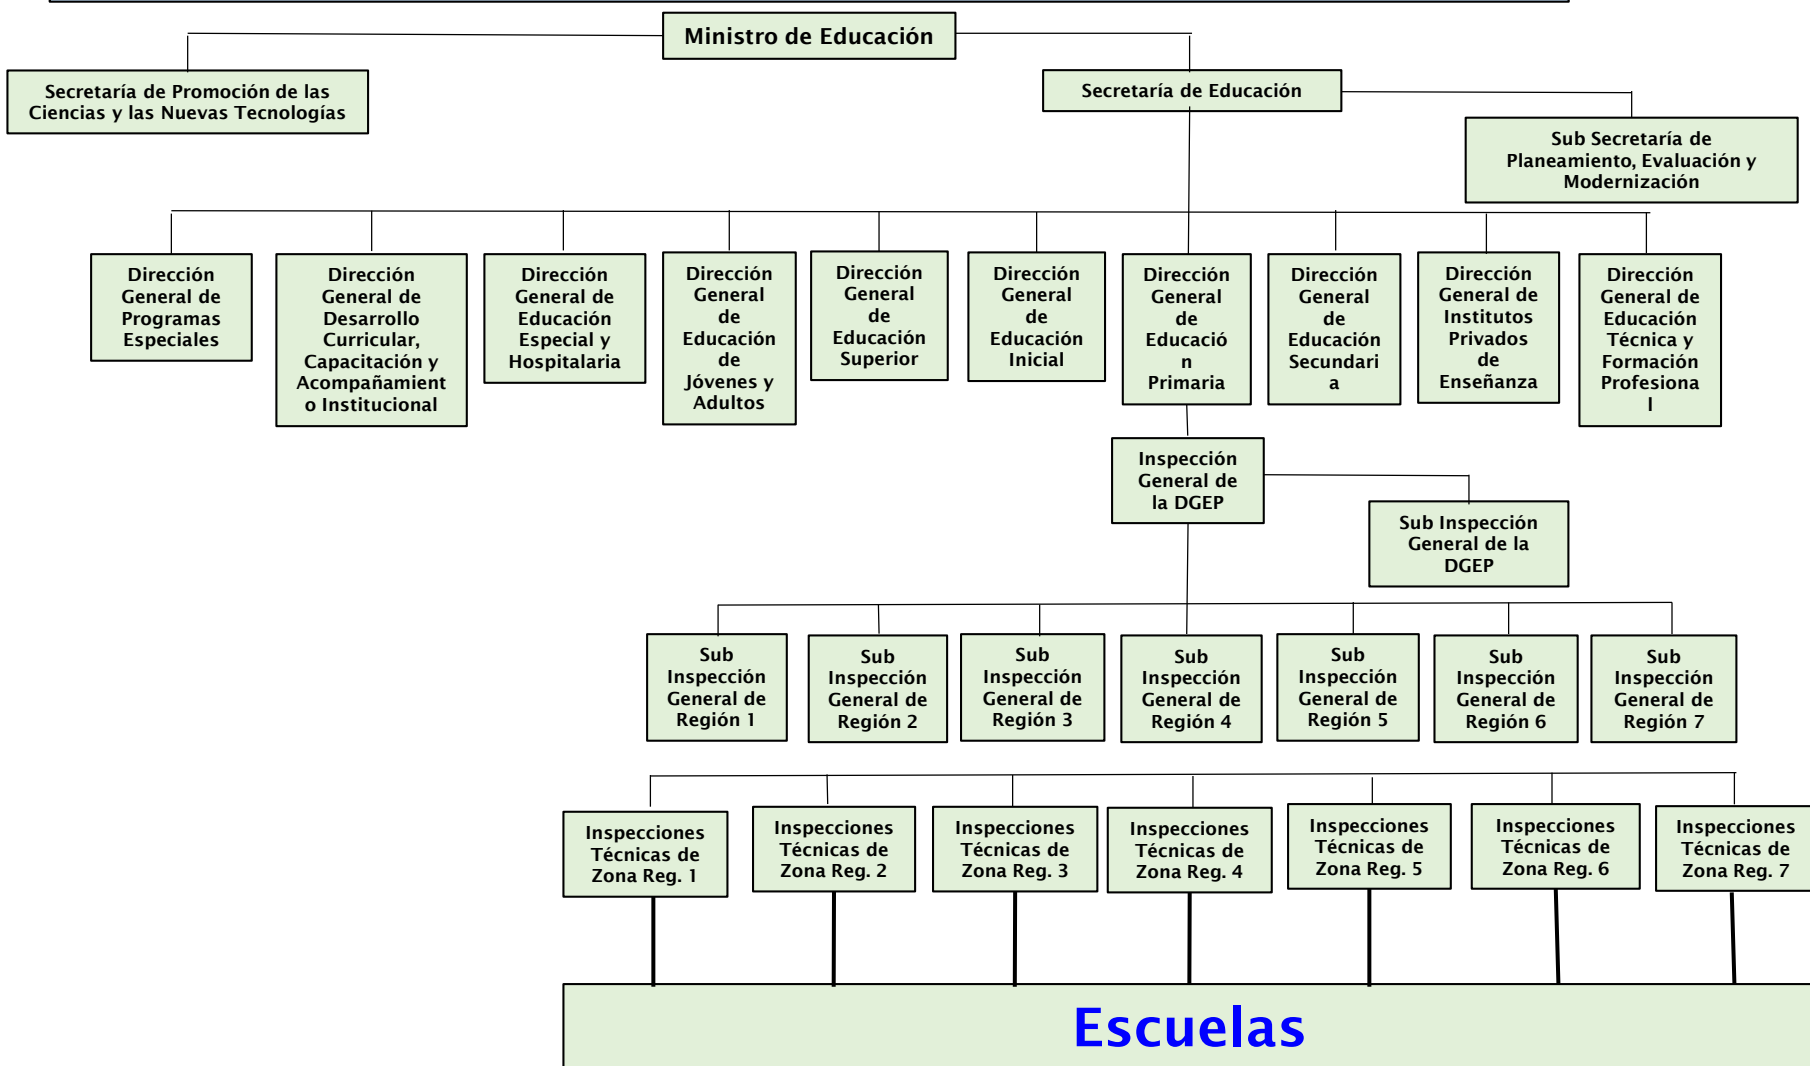 Ministro de Educación
Secretaría de Promoción de las
Ciencias y las Nuevas Tecnologías
Secretaría de Educación
Sub Secretaría de
Planeamiento, Evaluación y
Modernización
Dirección
General de
Programas
Especiales
Dirección
General de
Desarrollo
Curricular,
Capacitación y
Acompañamient
o Institucional
Dirección
General de
Educación
Especial y
Hospitalaria
Dirección
General
de
Educación
de
Jóvenes y
Adultos
Dirección
General
de
Educación
Superior
Dirección
General
de
Educación
Inicial
Dirección
General
de
Educació
n
Primaria
Dirección
General
de
Educación
Secundari
a
Dirección
General de
Institutos
Privados
de
Enseñanza
Dirección
General de
Educación
Técnica y
Formación
Profesiona
l
Inspección
General de
la DGEP
Sub Inspección
General de la
DGEP
Sub
Inspección
General de
Región 1
Sub
Inspección
General de
Región 2
Sub
Inspección
General de
Región 3
Sub
Inspección
General de
Región 4
Sub
Inspección
General de
Región 5
Sub
Inspección
General de
Región 6
Sub
Inspección
General de
Región 7
Inspecciones
Técnicas de
Zona Reg. 1
Inspecciones
Técnicas de
Zona Reg. 2
Inspecciones
Técnicas de
Zona Reg. 3
Inspecciones
Técnicas de
Zona Reg. 4
Inspecciones
Técnicas de
Zona Reg. 5
Inspecciones
Técnicas de
Zona Reg. 6
Inspecciones
Técnicas de
Zona Reg. 7
Escuelas